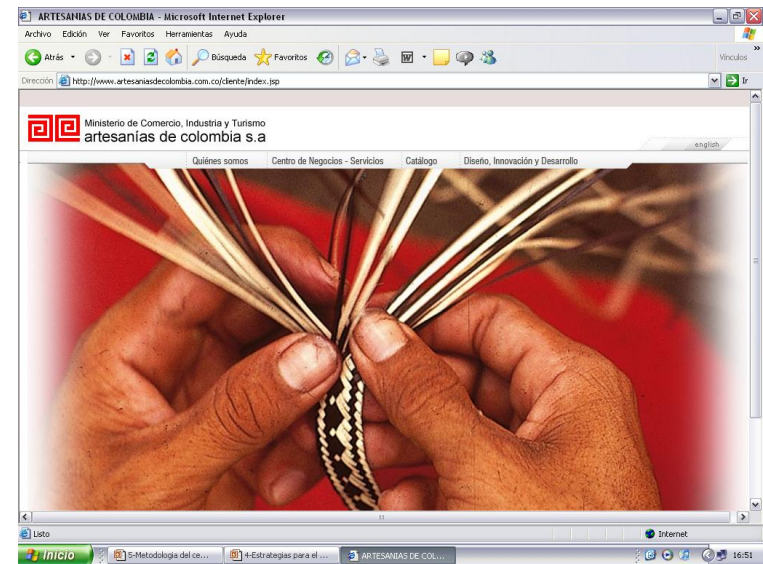 ARTESANIAS DE COLOMBIA - Microsoft Internet Explorer
Archivo Edición Ver Favoritos Herramientas Ayuda
Atrás Búsqueda Favoritos Vínculos
Dirección http://www.artesaniasdecolombia.com.co/cliente/index.jsp Ir
Ministerio de Comercio, Industria y Turismo
artesanías de colombia s.a
english
Quiénes somos Centro de Negocios - Servicios Catálogo Diseño, Innovación y Desarrollo
Listo Internet
Inicio 5-Metodologia del ce... 4-Estrategias para el ... ARTESANIAS DE COL... 16:51